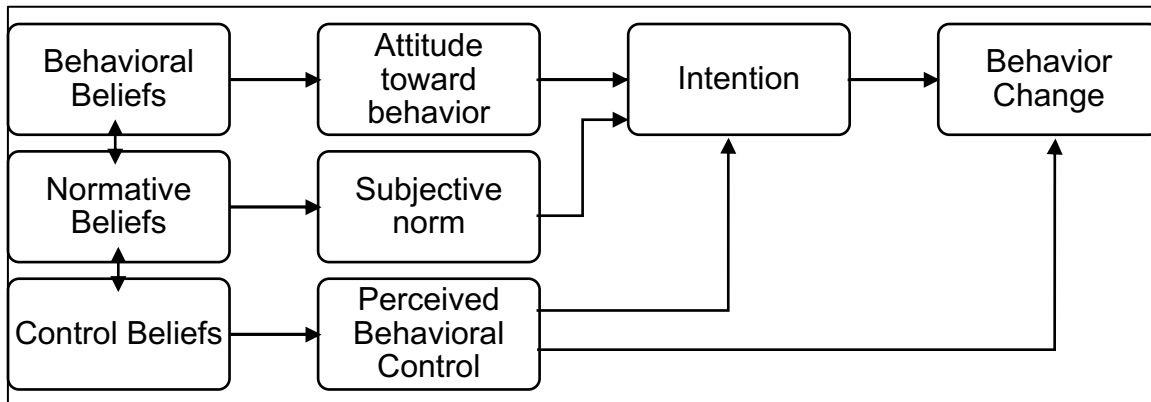 Behavioral
Beliefs
Attitude
toward
behavior
Intention
Behavior
Change
Normative
Beliefs
Subjective
norm
Control Beliefs
Perceived
Behavioral
Control